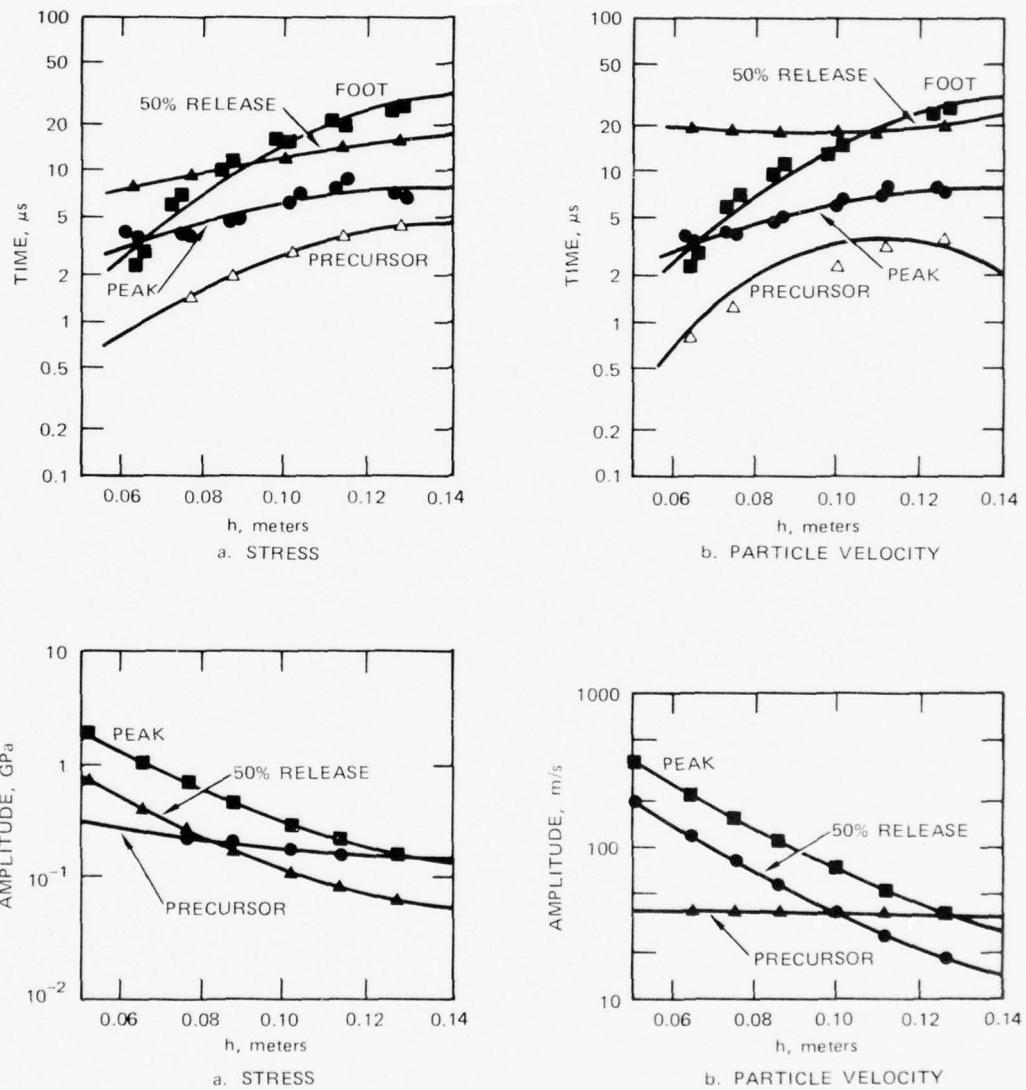 100
50
20
10
5
2
1
0.5
0.2
0.1
TIME, μs
FOOT
50% RELEASE
PEAK
PRECURSOR
0.06 0.08 0.10 0.12 0.14
h, meters
a. STRESS
100
50
20
10
5
2
1
0.5
0.2
0.1
TIME, μs
50% RELEASE
FOOT
PEAK
PRECURSOR
0.06 0.08 0.10 0.12 0.14
h, meters
b. PARTICLE VELOCITY
10
1
10⁻¹
10⁻²
AMPLITUDE, GPa
PEAK
50% RELEASE
PRECURSOR
0.06 0.08 0.10 0.12 0.14
h, meters
a. STRESS
1000
100
10
AMPLITUDE, m/s
PEAK
50% RELEASE
PRECURSOR
0.06 0.08 0.10 0.12 0.14
h, meters
b. PARTICLE VELOCITY